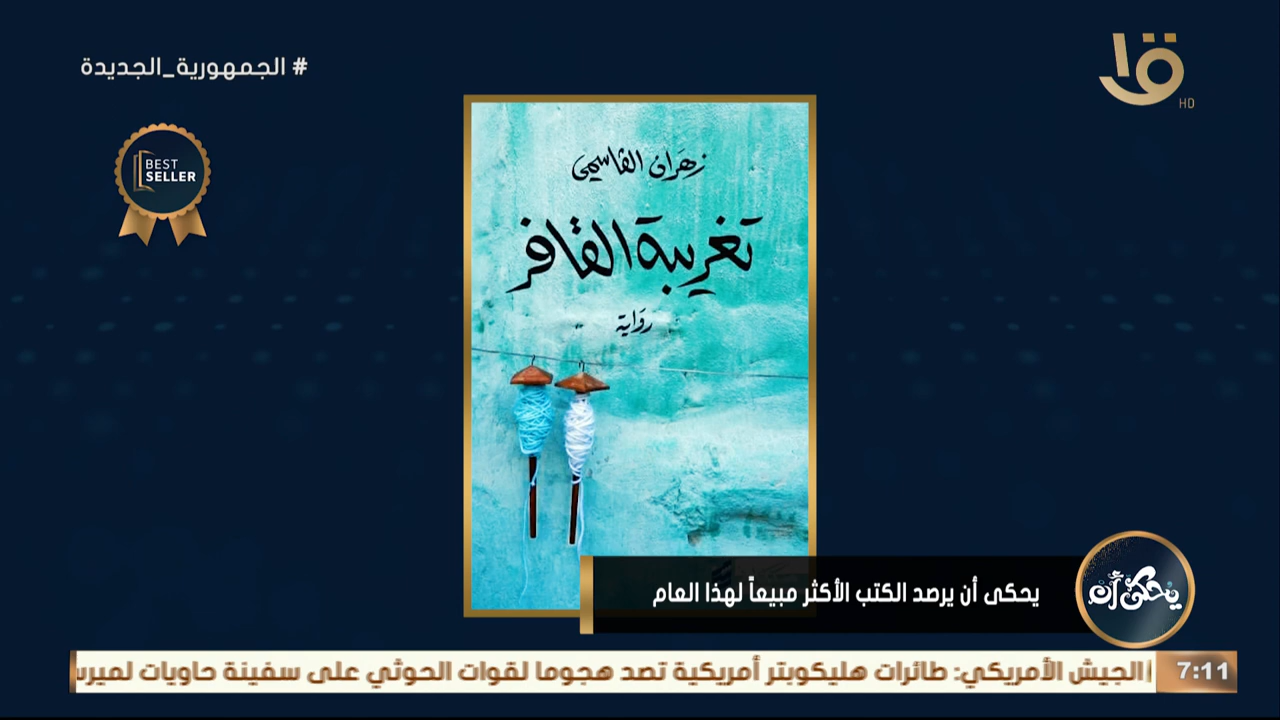 # الجمهورية_الجديدة
HD
BEST
SELLER
زهران القاسمي
تغريبة القافر
رواية
يحكى أن يرصد الكتب الأكثر مبيعاً لهذا العام
يحكى أن
7:11
الجيش الأمريكي: طائرات هليكوبتر أمريكية تصد هجوما لقوات الحوثي على سفينة حاويات لميرس